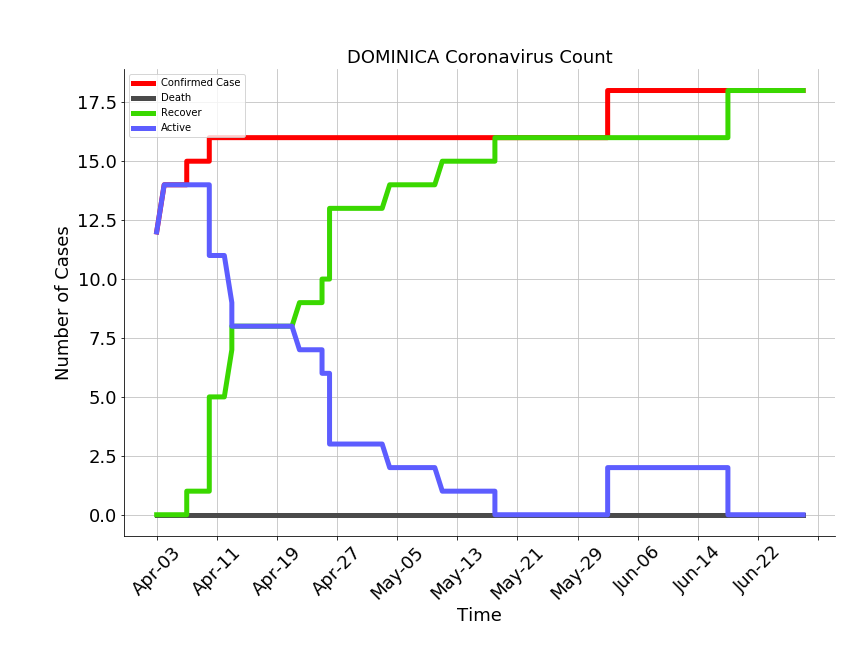 DOMINICA Coronavirus Count
Confirmed Case
Death
Recover
Active
Number of Cases
17.5
15.0
12.5
10.0
7.5
5.0
2.5
0.0
Apr-03
Apr-11
Apr-19
Apr-27
May-05
May-13
May-21
May-29
Jun-06
Jun-14
Jun-22
Time